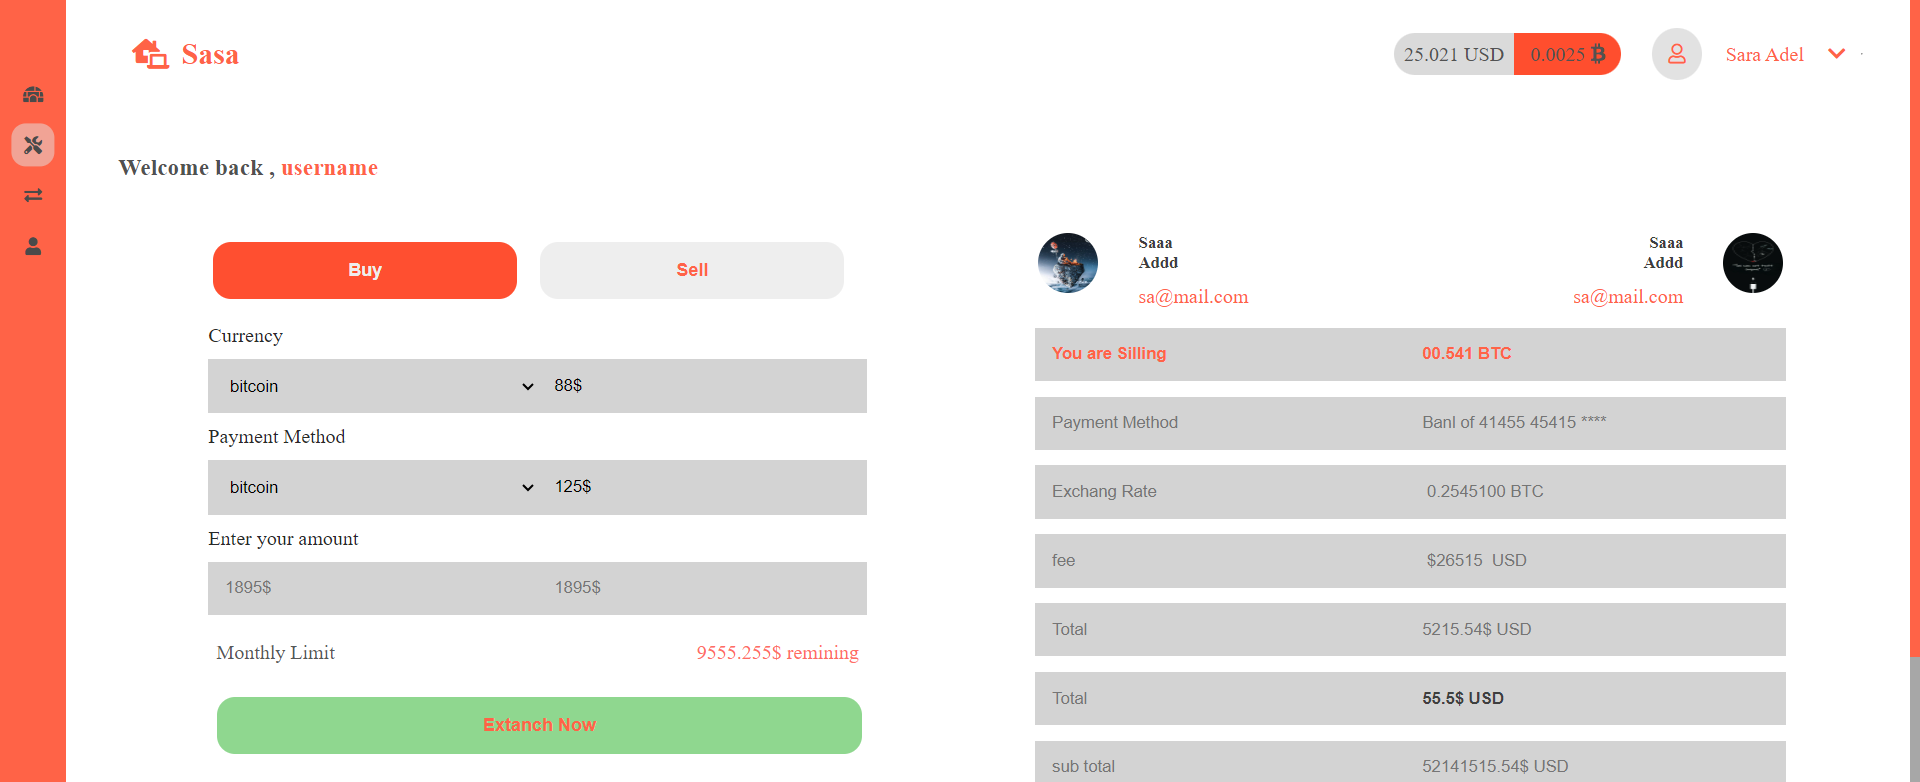 Sasa
25.021 USD 0.0025
Sara Adel
Welcome back , username
Buy Sell
Currency
bitcoin 88$
Payment Method
bitcoin 125$
Enter your amount
1895$ 1895$
Monthly Limit 9555.255$ remining
Extanch Now
Saaa
Addd
sa@mail.com
Saaa
Addd
sa@mail.com
You are Silling 00.541 BTC
Payment Method Banl of 41455 45415 ****
Exchang Rate 0.2545100 BTC
fee $26515 USD
Total 5215.54$ USD
Total 55.5$ USD
sub total 52141515.54$ USD